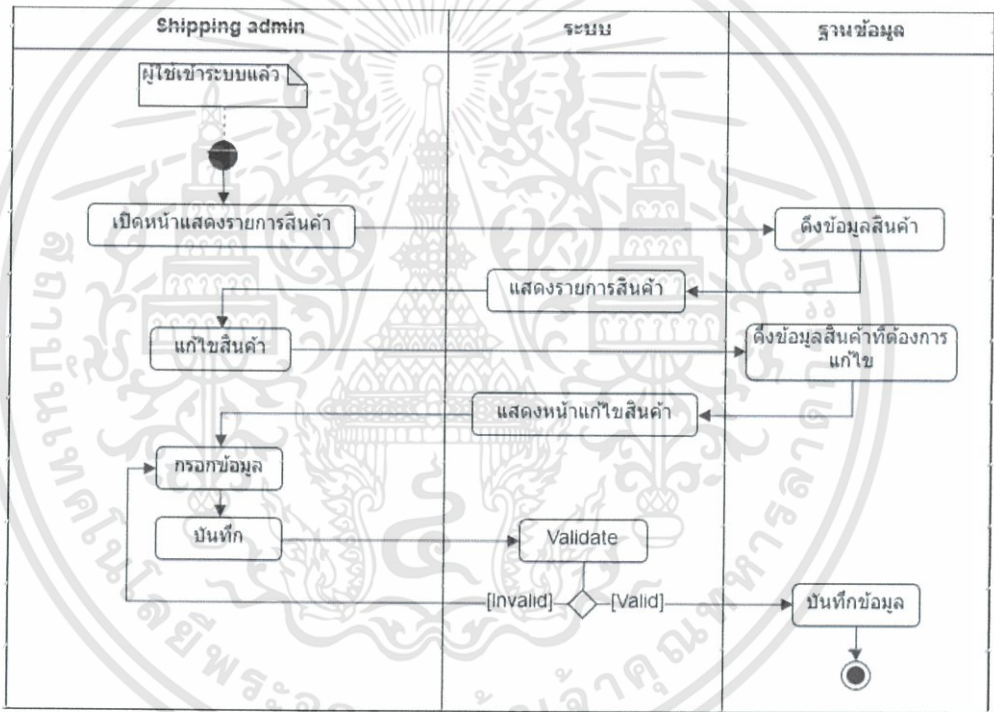 Shipping admin
ระบบ
ฐานข้อมูล
ผู้ใช้เข้าระบบแล้ว
เปิดหน้าแสดงรายการสินค้า
ดึงข้อมูลสินค้า
แสดงรายการสินค้า
แก้ไขสินค้า
ดึงข้อมูลสินค้าที่ต้องการ
แก้ไข
แสดงหน้าแก้ไขสินค้า
กรอกข้อมูล
บันทึก
Validate
[Invalid]
[Valid]
บันทึกข้อมูล